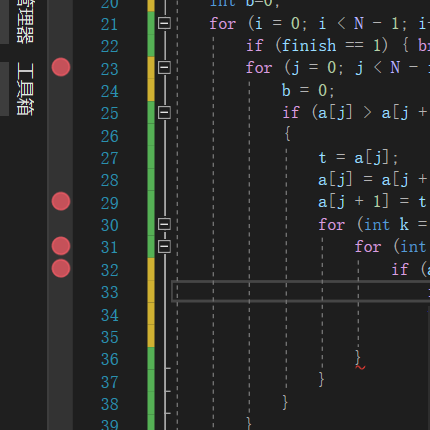 管理器
工具箱
20 int b=0;
21 for (i = 0; i < N - 1; i
22 if (finish == 1) { b
23 for (j = 0; j < N -
24 b = 0;
25 if (a[j] > a[j +
26 {
27 t = a[j];
28 a[j] = a[j +
29 a[j + 1] = t
30 for (int k =
31 for (int
32 if (
33
34
35
36 }
37 }
38 }
39 }